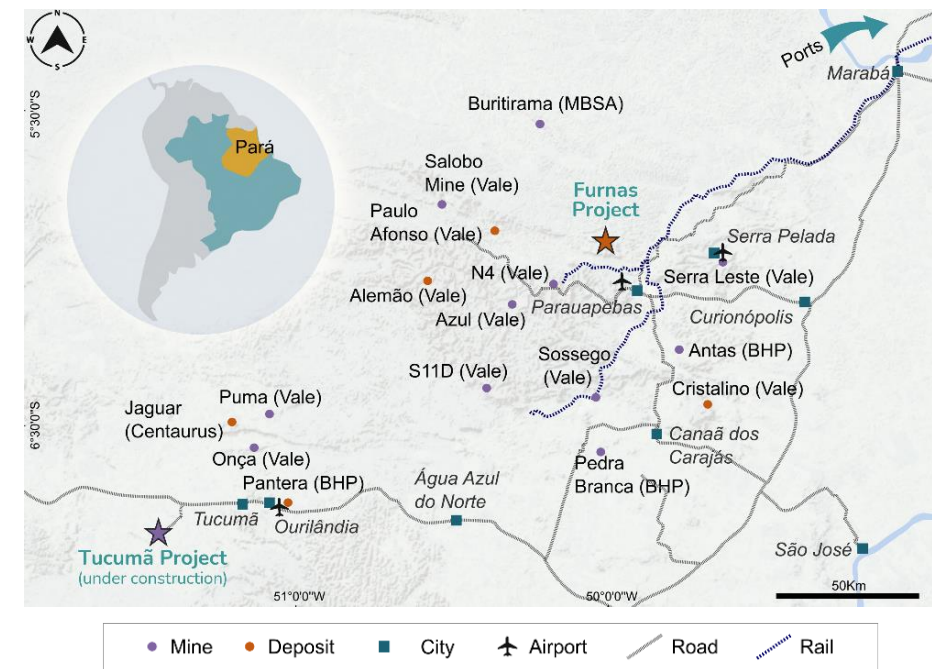 N
W E
S
Ports
Marabá
5°30'0"S
Pará
Buritirama (MBSA)
Salobo
Mine (Vale)
Furnas
Project
Paulo
Afonso (Vale)
Serra Pelada
N4 (Vale)
Serra Leste (Vale)
Alemão (Vale)
Parauapebas
Azul (Vale)
Curionópolis
Sossego
(Vale)
Antas (BHP)
S11D (Vale)
Cristalino (Vale)
Puma (Vale)
Jaguar
(Centaurus)
6°30'0"S
Canaã dos
Carajás
Onça (Vale)
Pedra
Branca (BHP)
Pantera (BHP)
Água Azul
do Norte
Tucumã
Ourilândia
São José
Tucumã Project
(under construction)
50Km
51°0'0"W
50°0'0"W
Mine
Deposit
City
Airport
Road
Rail